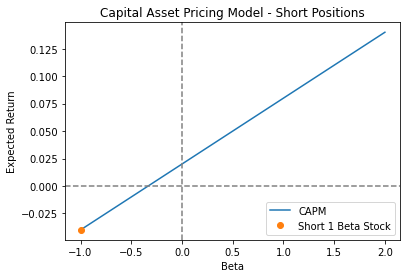 Capital Asset Pricing Model - Short Positions
Expected Return
0.125
0.100
0.075
0.050
0.025
0.000
−0.025
−1.0
−0.5
0.0
0.5
1.0
1.5
2.0
Beta
CAPM
Short 1 Beta Stock